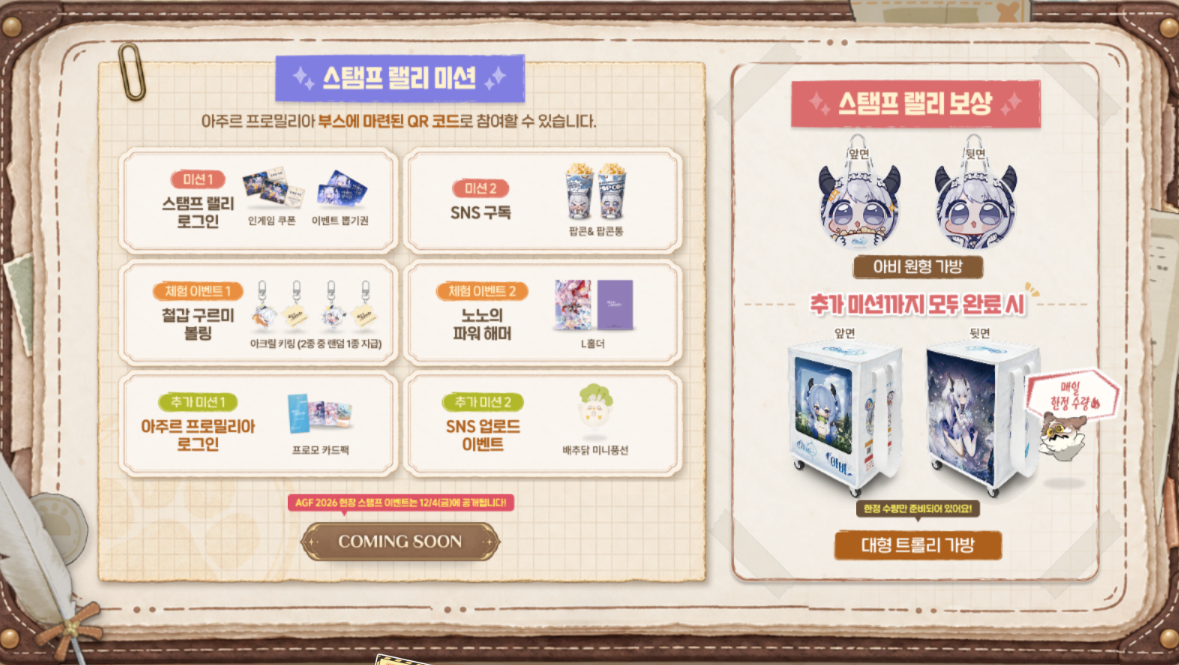 스탬프 랠리 미션
아주르 프로밀리아 부스에 마련된 QR 코드로 참여할 수 있습니다.
미션 1
스탬프 랠리
로그인
인게임 쿠폰
이벤트 뽑기권
미션 2
SNS 구독
팝콘& 팝콘통
체험 이벤트 1
철갑 구르미
볼링
아크릴 키링 (2종 중 랜덤 1종 지급)
체험 이벤트 2
노노의
파워 해머
L홀더
추가 미션 1
아주르 프로밀리아
로그인
프로모 카드팩
추가 미션 2
SNS 업로드
이벤트
배추닭 미니풍선
AGF 2026 현장 스탬프 이벤트는 12/4(금)에 공개됩니다!
COMING SOON
스탬프 랠리 보상
앞면
뒷면
아비 원형 가방
추가 미션까지 모두 완료 시
앞면
뒷면
매일
한정 수량
아비
한정 수량만 준비되어 있어요!
대형 트롤리 가방